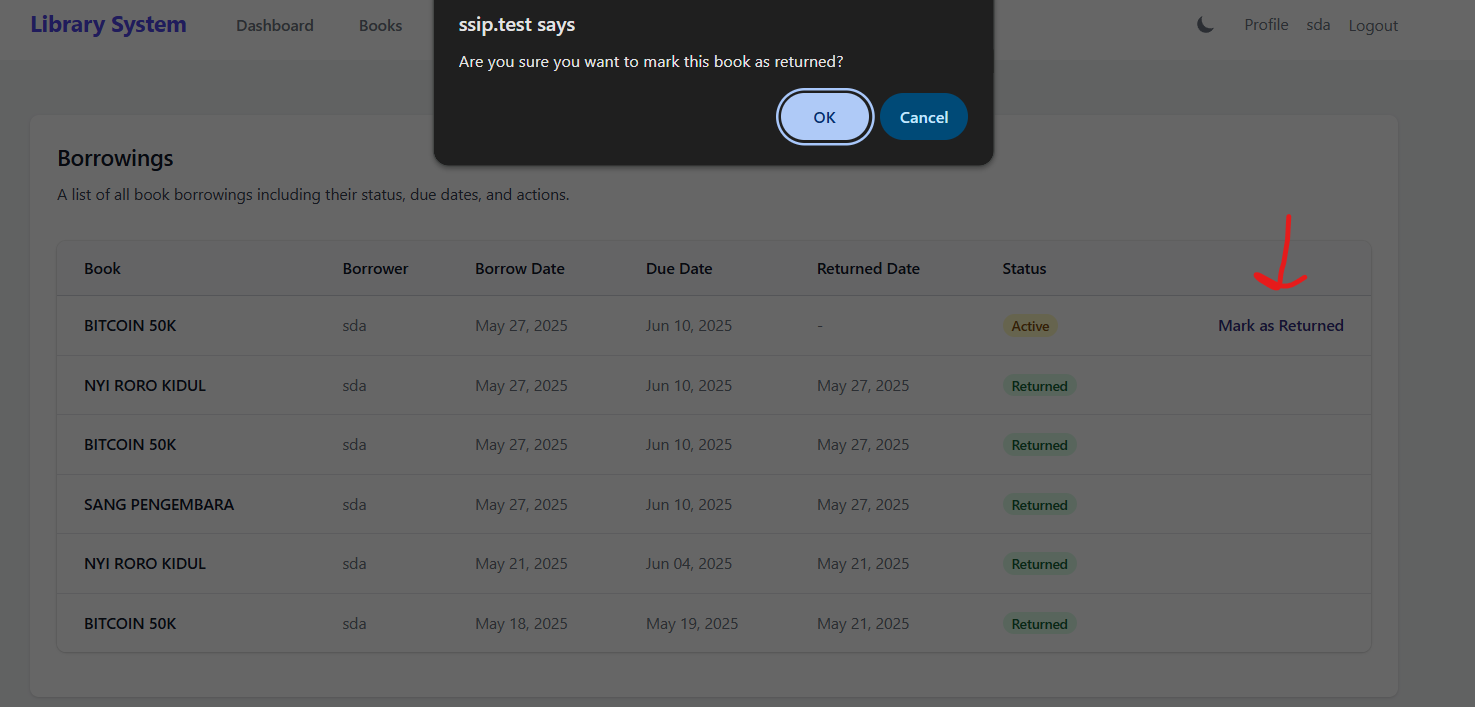 Library System Dashboard Books Profile sda Logout
ssip.test says
Are you sure you want to mark this book as returned?
OK Cancel
Borrowings
A list of all book borrowings including their status, due dates, and actions.
Book Borrower Borrow Date Due Date Returned Date Status
BITCOIN 50K sda May 27, 2025 Jun 10, 2025 - Active Mark as Returned
NYI RORO KIDUL sda May 27, 2025 Jun 10, 2025 May 27, 2025 Returned
BITCOIN 50K sda May 27, 2025 Jun 10, 2025 May 27, 2025 Returned
SANG PENGEMBARA sda May 27, 2025 Jun 10, 2025 May 27, 2025 Returned
NYI RORO KIDUL sda May 21, 2025 Jun 04, 2025 May 21, 2025 Returned
BITCOIN 50K sda May 18, 2025 May 19, 2025 May 21, 2025 Returned